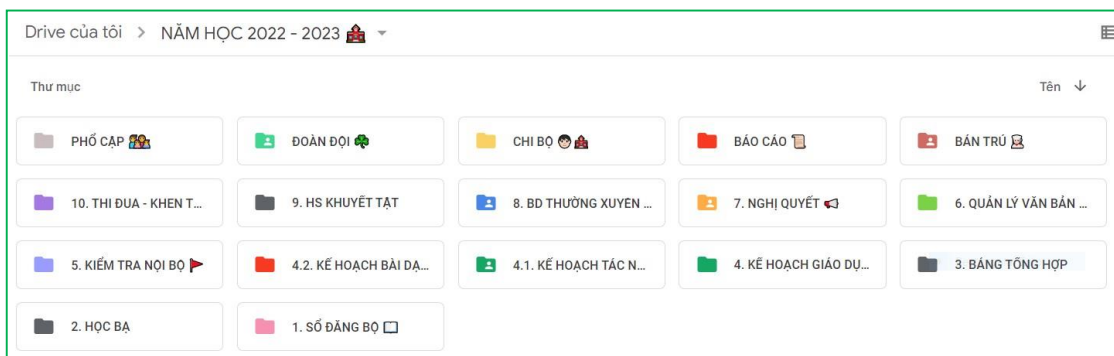 Drive của tôi > NĂM HỌC 2022 - 2023
Thư mục Tên
PHỔ CẬP ĐOÀN ĐỘI CHI BỘ BÁO CÁO BÁN TRÚ
10. THI ĐUA - KHEN T... 9. HS KHUYẾT TẬT 8. BD THƯỜNG XUYÊN ... 7. NGHỊ QUYẾT 6. QUẢN LÝ VĂN BẢN ...
5. KIỂM TRA NỘI BỘ 4.2. KẾ HOẠCH BÀI DẠ... 4.1. KẾ HOẠCH TÁC N... 4. KẾ HOẠCH GIÁO DỤ... 3. BẢNG TỔNG HỢP
2. HỌC BẠ 1. SỔ ĐĂNG BỘ